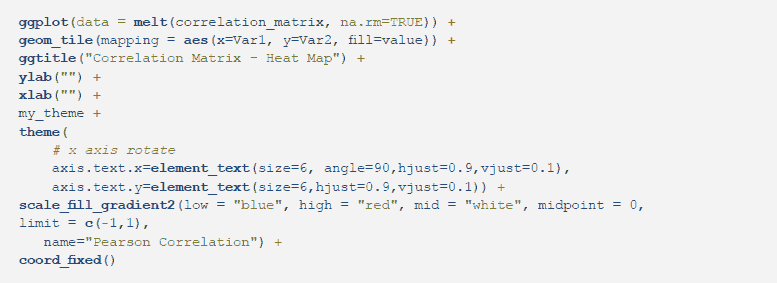 ggplot(data = melt(correlation_matrix, na.rm=TRUE)) +
geom_tile(mapping = aes(x=Var1, y=Var2, fill=value)) +
ggtitle("Correlation Matrix - Heat Map") +
ylab("") +
xlab("") +
my_theme +
theme(
    # x axis rotate
    axis.text.x=element_text(size=6, angle=90,hjust=0.9,vjust=0.1),
    axis.text.y=element_text(size=6,hjust=0.9,vjust=0.1)) +
scale_fill_gradient2(low = "blue", high = "red", mid = "white", midpoint = 0,
limit = c(-1,1),
   name="Pearson Correlation") +
coord_fixed()